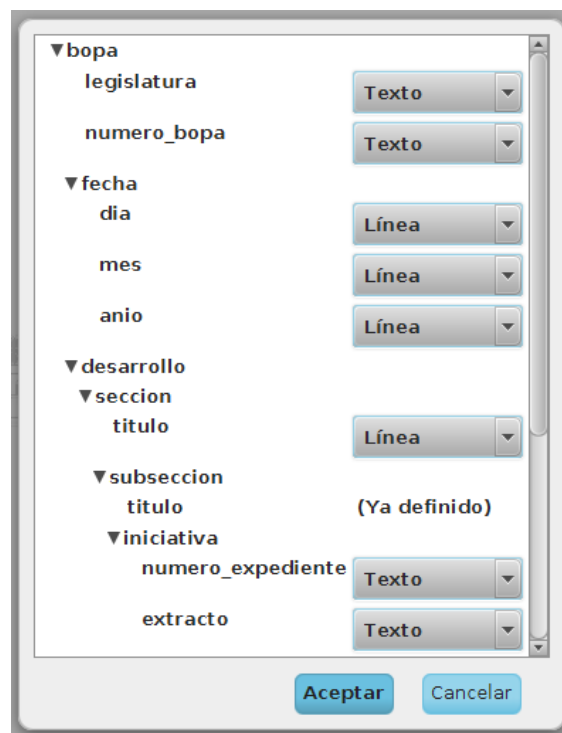 ▼bopa
legislatura Texto
numero_bopa Texto
▼fecha
dia Línea
mes Línea
anio Línea
▼desarrollo
▼seccion
titulo Línea
▼subseccion
titulo (Ya definido)
▼iniciativa
numero_expediente Texto
extracto Texto
Aceptar Cancelar